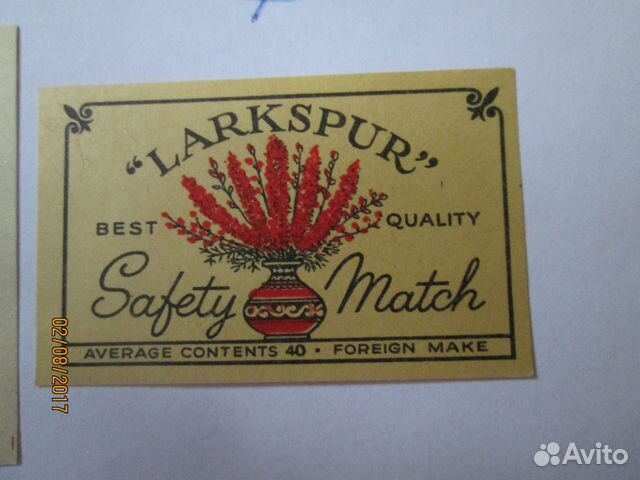 "LARKSPUR"
BEST QUALITY
Safety Match
AVERAGE CONTENTS 40 · FOREIGN MAKE
02/08/2017
Avito